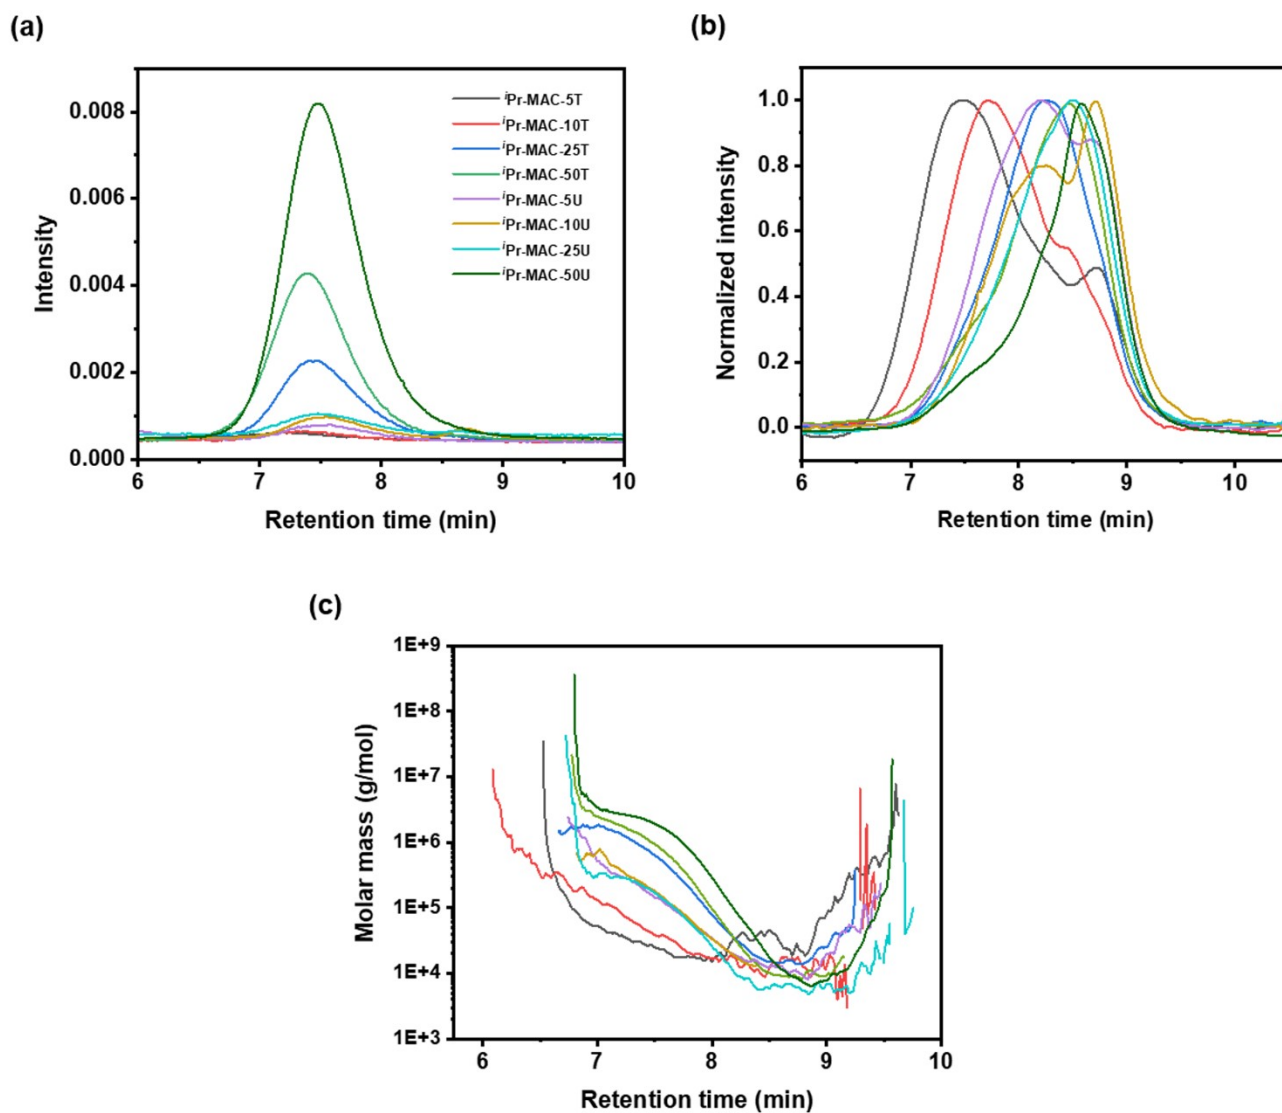 (a)
Intensity
0.008
0.006
0.004
0.002
0.000
ⁱPr-MAC-5T
ⁱPr-MAC-10T
ⁱPr-MAC-25T
ⁱPr-MAC-50T
ⁱPr-MAC-5U
ⁱPr-MAC-10U
ⁱPr-MAC-25U
ⁱPr-MAC-50U
6 7 8 9 10
Retention time (min)
(b)
Normalized intensity
1.0
0.8
0.6
0.4
0.2
0.0
6 7 8 9 10
Retention time (min)
(c)
Molar mass (g/mol)
1E+9
1E+8
1E+7
1E+6
1E+5
1E+4
1E+3
6 7 8 9 10
Retention time (min)